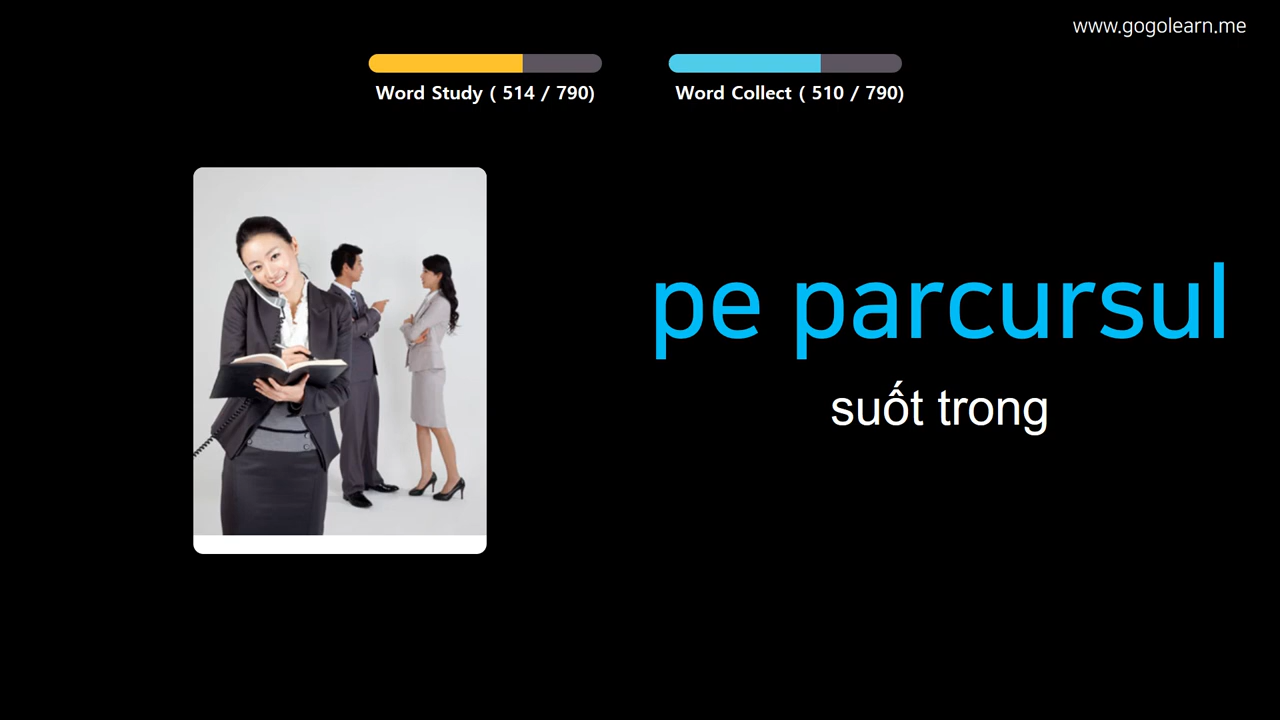 www.gogolearn.me
Word Study ( 514 / 790)
Word Collect ( 510 / 790)
pe parcursul
suốt trong